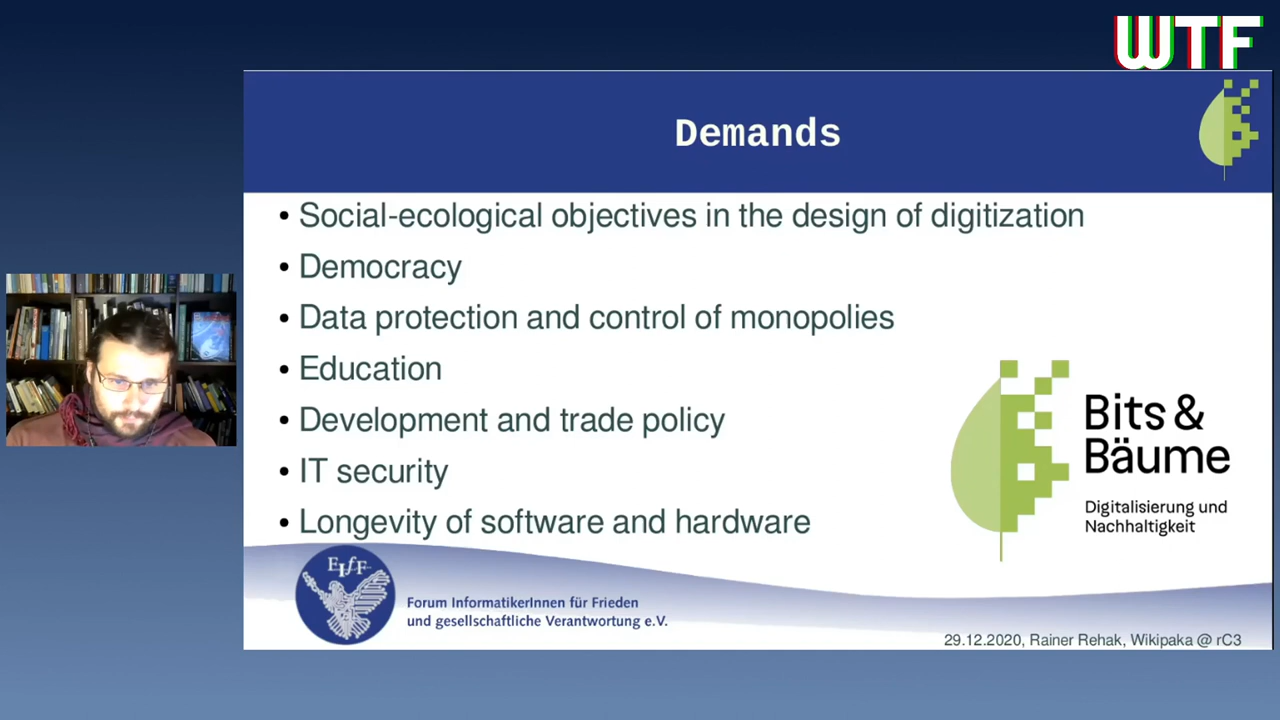 WTF
Demands
• Social-ecological objectives in the design of digitization
• Democracy
• Data protection and control of monopolies
• Education
• Development and trade policy
• IT security
• Longevity of software and hardware
Bits &
Bäume
Digitalisierung und
Nachhaltigkeit
FIfF
Forum InformatikerInnen für Frieden
und gesellschaftliche Verantwortung e.V.
29.12.2020, Rainer Rehak, Wikipaka @ rC3